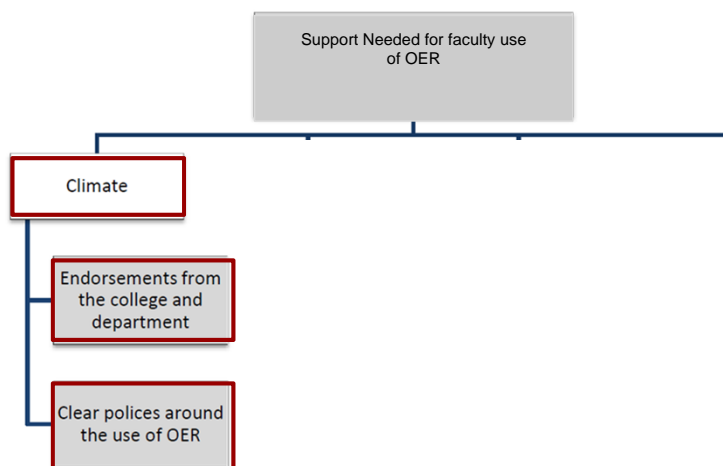 Support Needed for faculty use
of OER
Climate
Endorsements from
the college and
department
Clear polices around
the use of OER